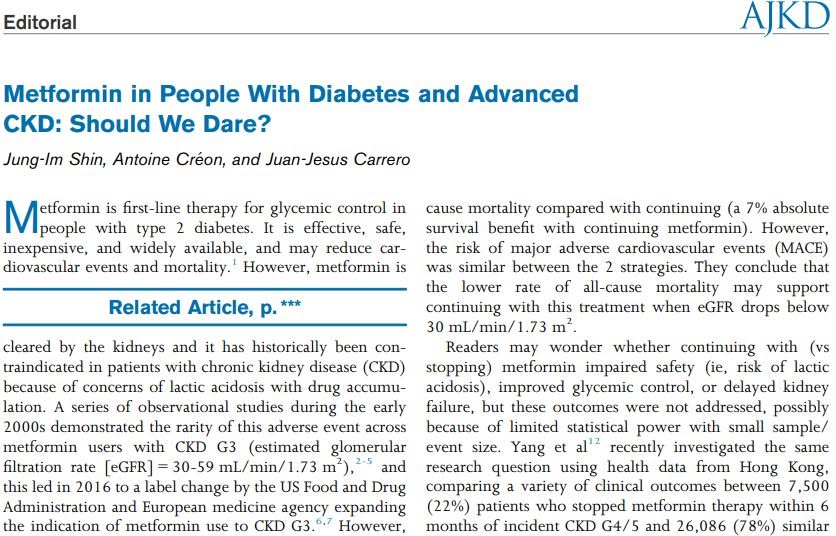 Editorial
AJKD
Metformin in People With Diabetes and Advanced
CKD: Should We Dare?
Jung-Im Shin, Antoine Créon, and Juan-Jesus Carrero
Metformin is first-line therapy for glycemic control in
people with type 2 diabetes. It is effective, safe,
inexpensive, and widely available, and may reduce car-
diovascular events and mortality.1 However, metformin is
Related Article, p. ***
cleared by the kidneys and it has historically been con-
traindicated in patients with chronic kidney disease (CKD)
because of concerns of lactic acidosis with drug accumu-
lation. A series of observational studies during the early
2000s demonstrated the rarity of this adverse event across
metformin users with CKD G3 (estimated glomerular
filtration rate [eGFR] = 30-59 mL/min/1.73 m2),2-5 and
this led in 2016 to a label change by the US Food and Drug
Administration and European medicine agency expanding
the indication of metformin use to CKD G3.6,7 However,
cause mortality compared with continuing (a 7% absolute
survival benefit with continuing metformin). However,
the risk of major adverse cardiovascular events (MACE)
was similar between the 2 strategies. They conclude that
the lower rate of all-cause mortality may support
continuing with this treatment when eGFR drops below
30 mL/min/1.73 m2.
Readers may wonder whether continuing with (vs
stopping) metformin impaired safety (ie, risk of lactic
acidosis), improved glycemic control, or delayed kidney
failure, but these outcomes were not addressed, possibly
because of limited statistical power with small sample/
event size. Yang et al12 recently investigated the same
research question using health data from Hong Kong,
comparing a variety of clinical outcomes between 7,500
(22%) patients who stopped metformin therapy within 6
months of incident CKD G4/5 and 26,086 (78%) similar